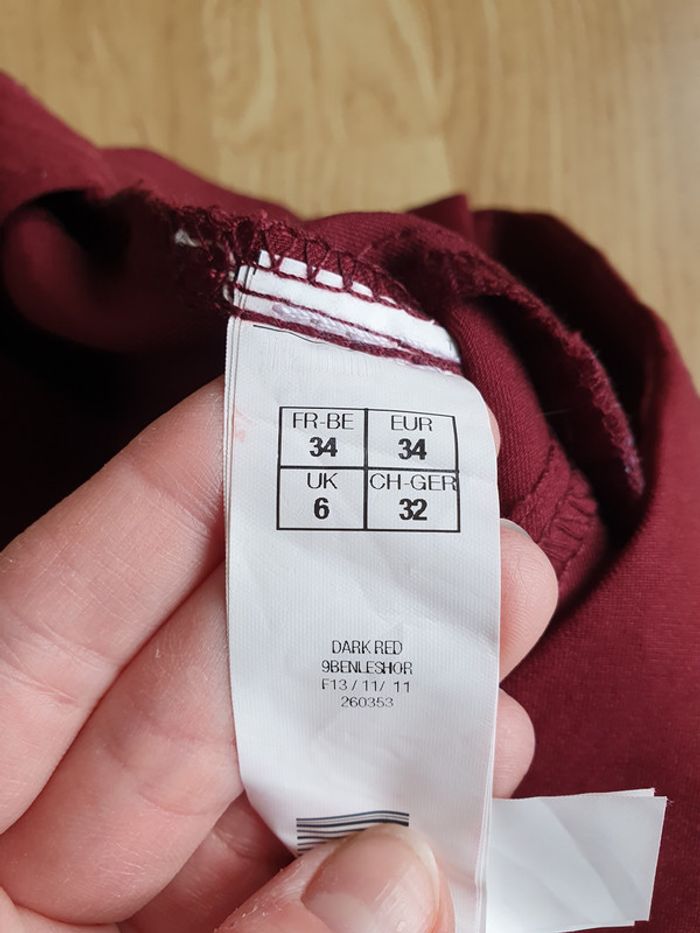 FR-BE EUR
34 34
UK CH-GER
6 32
DARK RED
9BENLESHOR
F13 / 11/ 11
260353